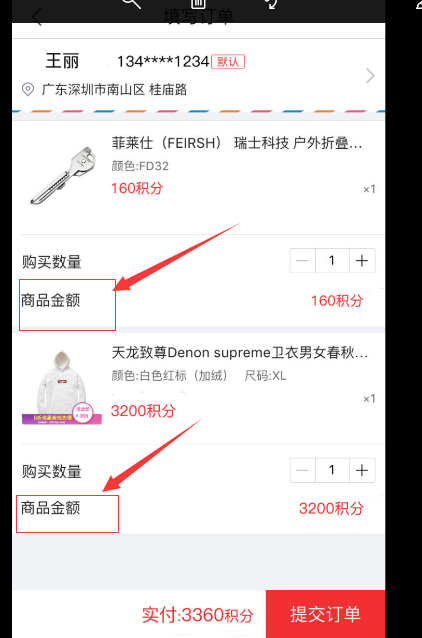 填写订单
王丽 134****1234 默认
广东深圳市南山区 桂庙路
菲莱仕（FEIRSH） 瑞士科技 户外折叠...
颜色:FD32
160积分 ×1
购买数量 — 1 +
商品金额 160积分
天龙致尊Denon supreme卫衣男女春秋...
颜色:白色红标（加绒） 尺码:XL
×1
3200积分
购买数量 — 1 +
商品金额 3200积分
实付:3360积分 提交订单